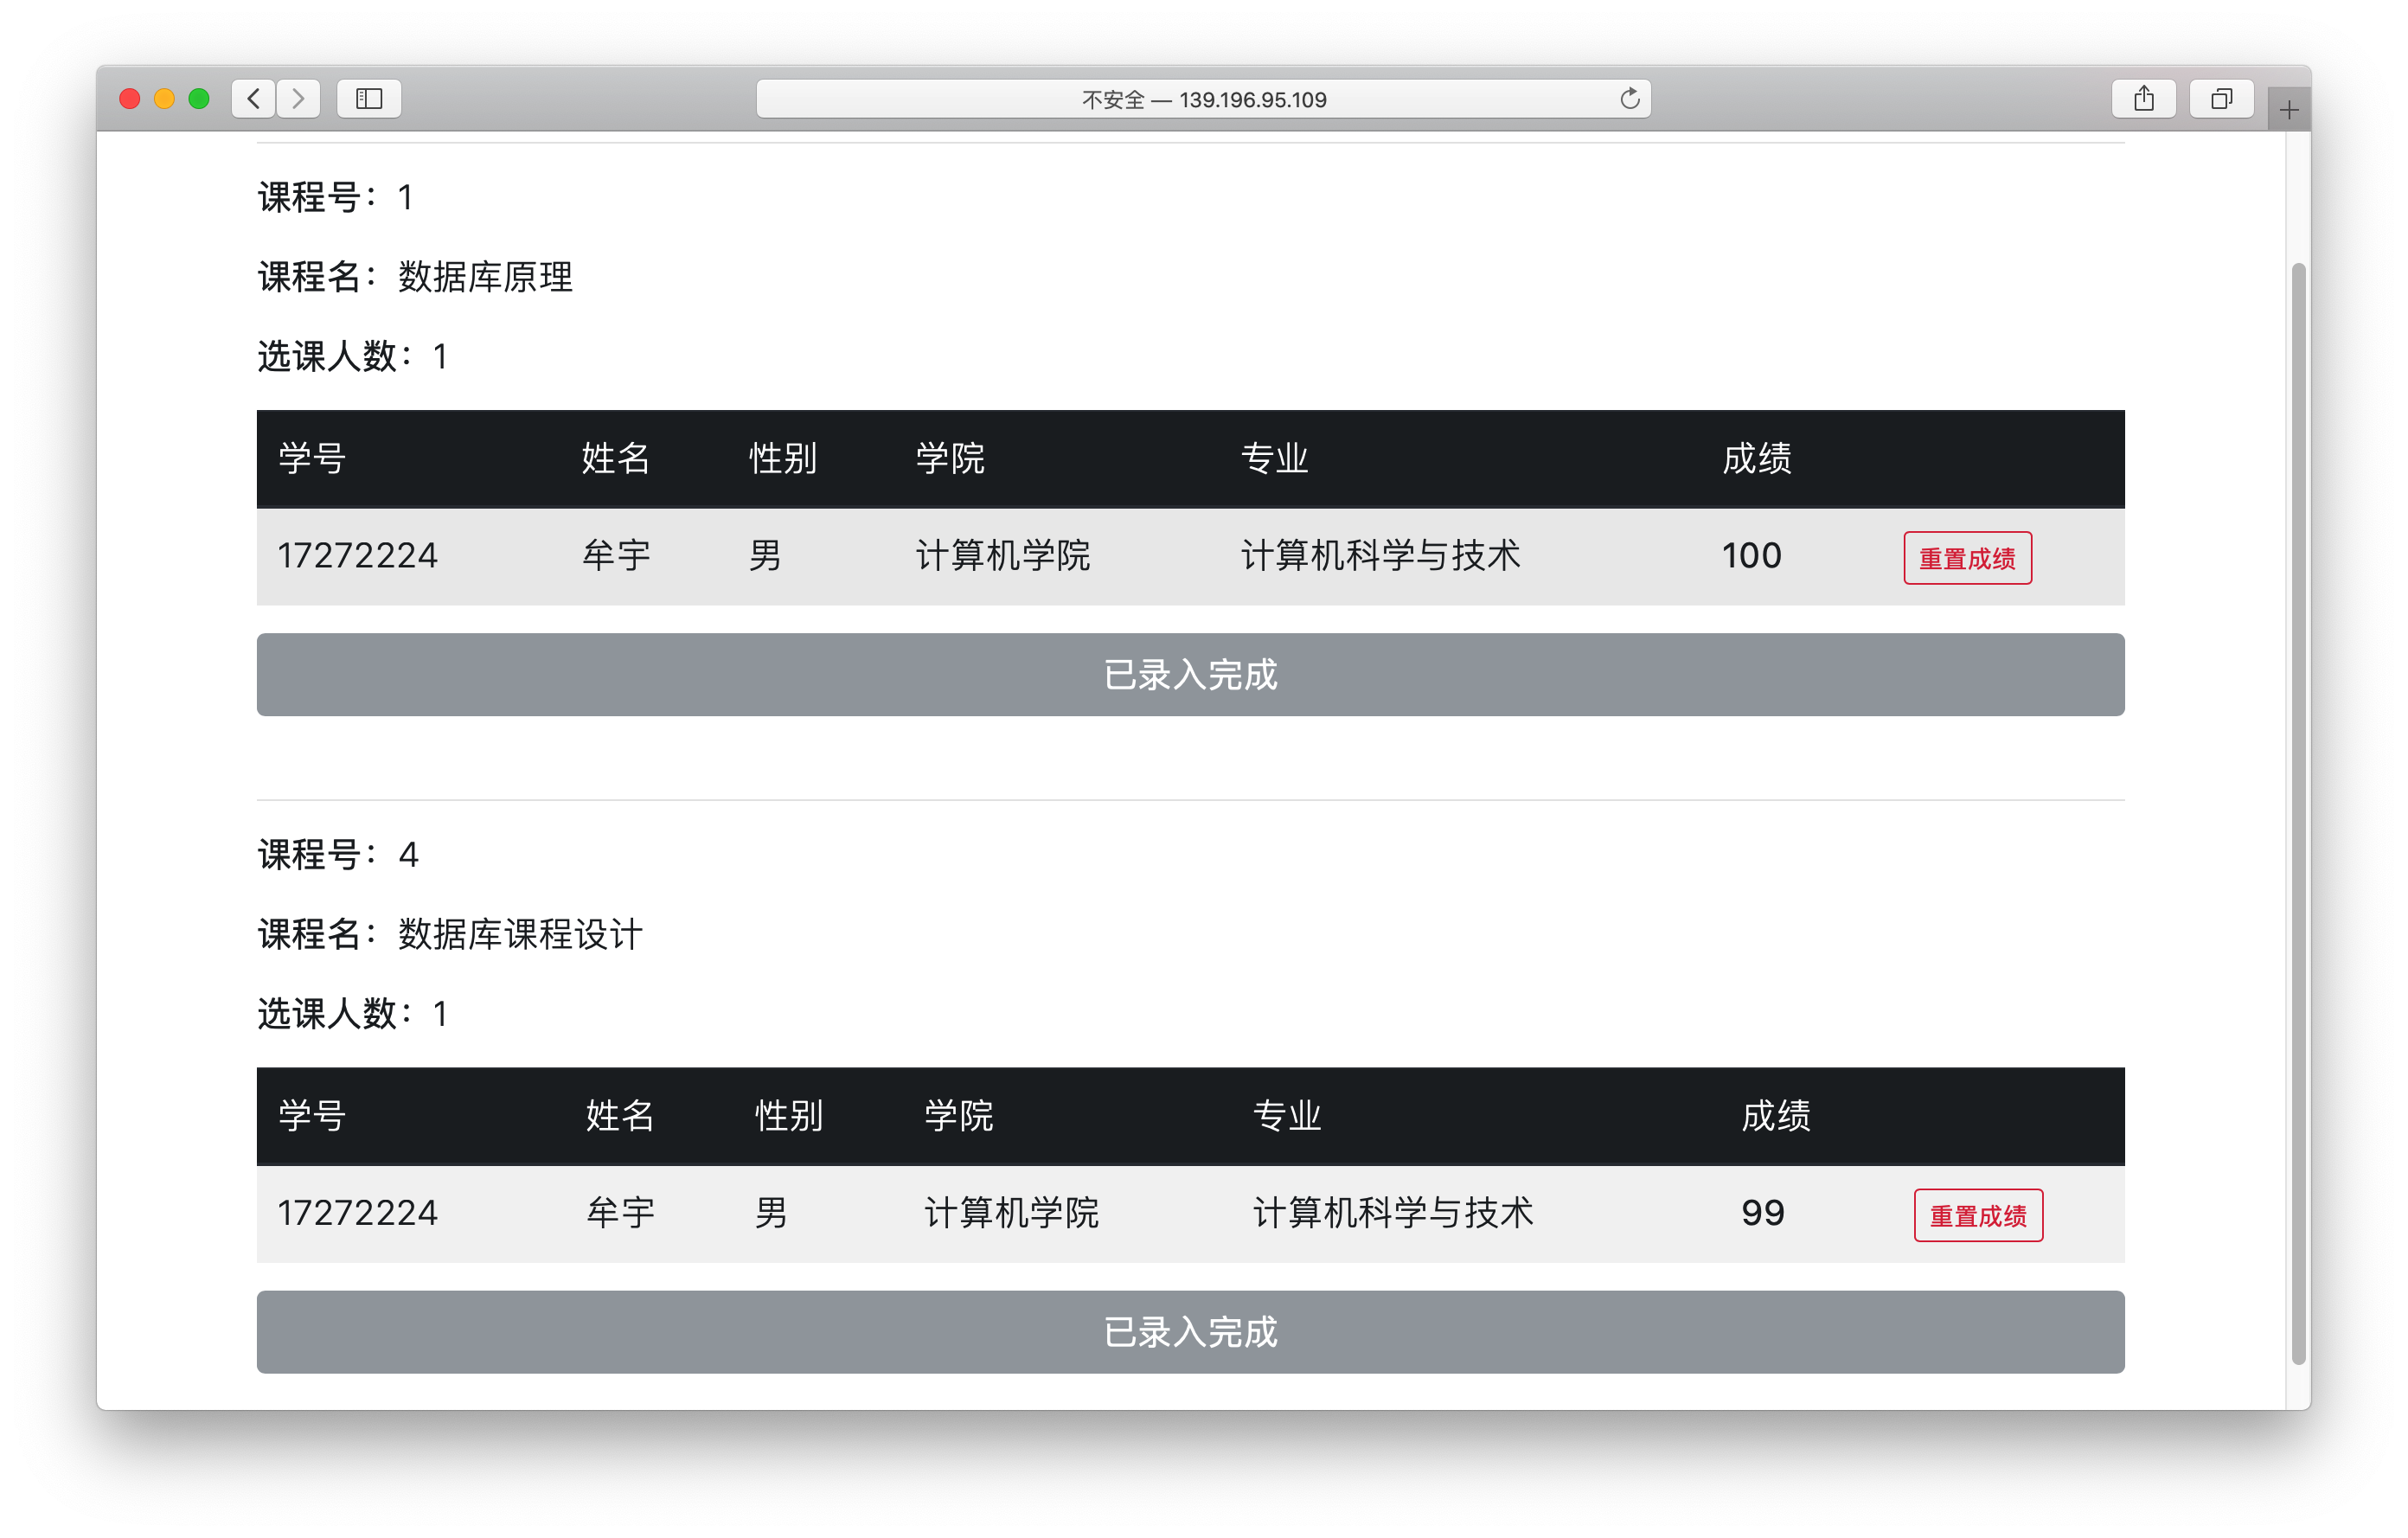 不安全 — 139.196.95.109
课程号：1
课程名：数据库原理
选课人数：1
学号 姓名 性别 学院 专业 成绩
17272224 牟宇 男 计算机学院 计算机科学与技术 100 重置成绩
已录入完成
课程号：4
课程名：数据库课程设计
选课人数：1
学号 姓名 性别 学院 专业 成绩
17272224 牟宇 男 计算机学院 计算机科学与技术 99 重置成绩
已录入完成